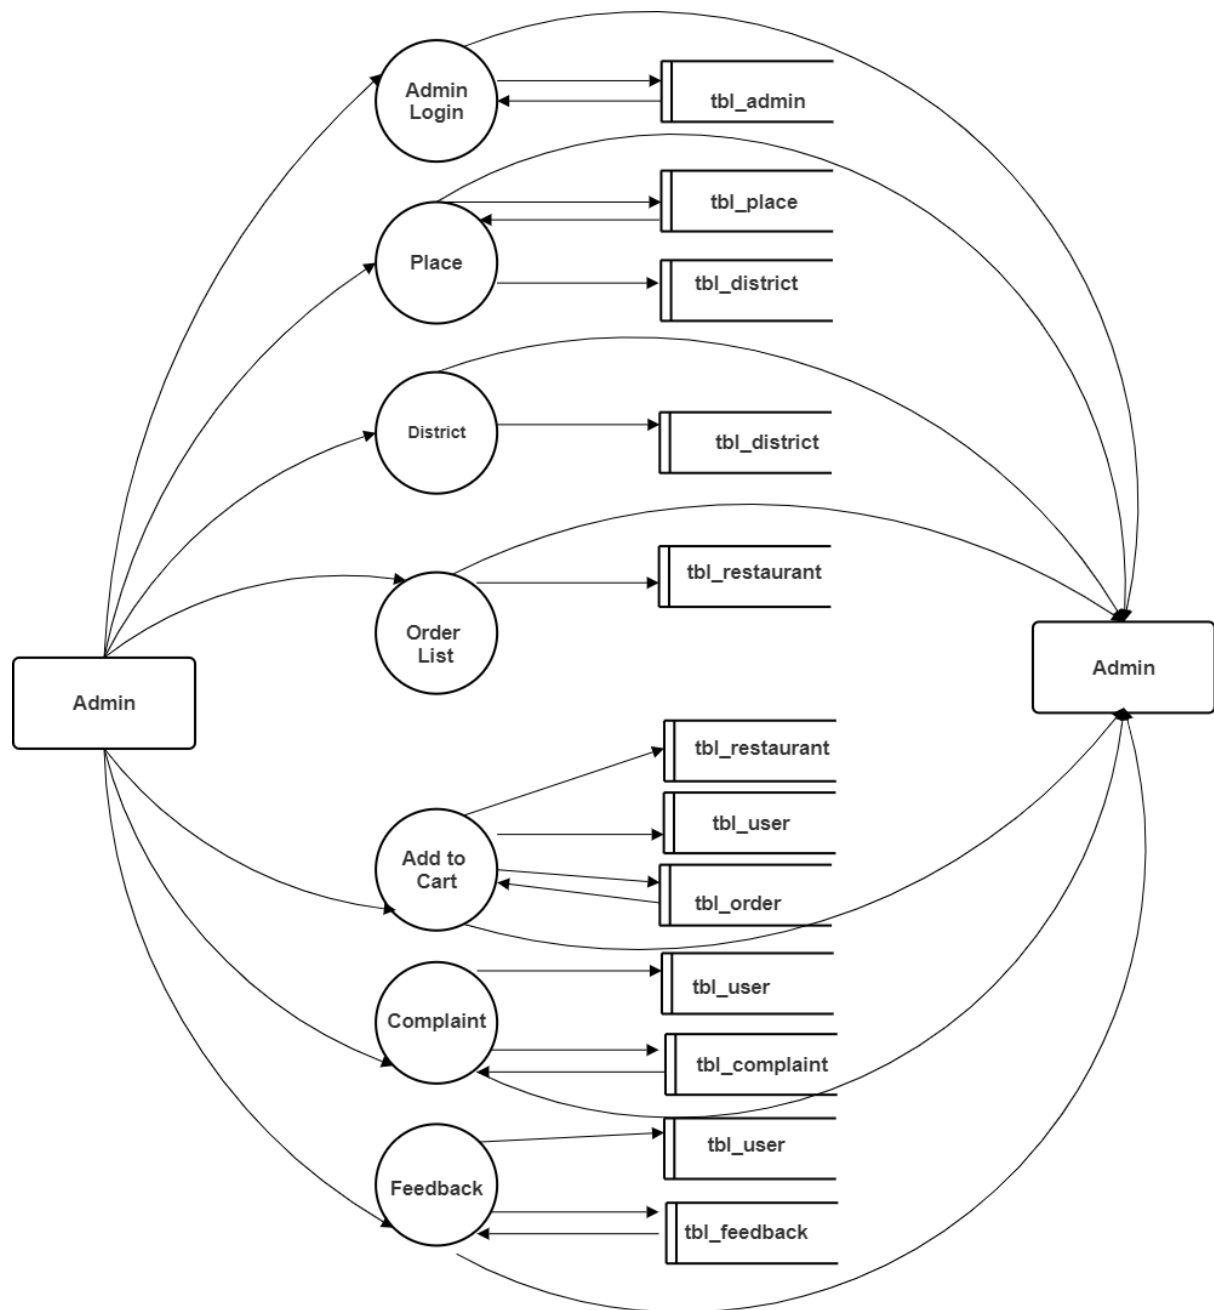 Admin
Login
tbl_admin
tbl_place
Place
tbl_district
District
tbl_district
tbl_restaurant
Order
List
Admin
Admin
tbl_restaurant
tbl_user
Add to
Cart
tbl_order
tbl_user
Complaint
tbl_complaint
tbl_user
Feedback
tbl_feedback